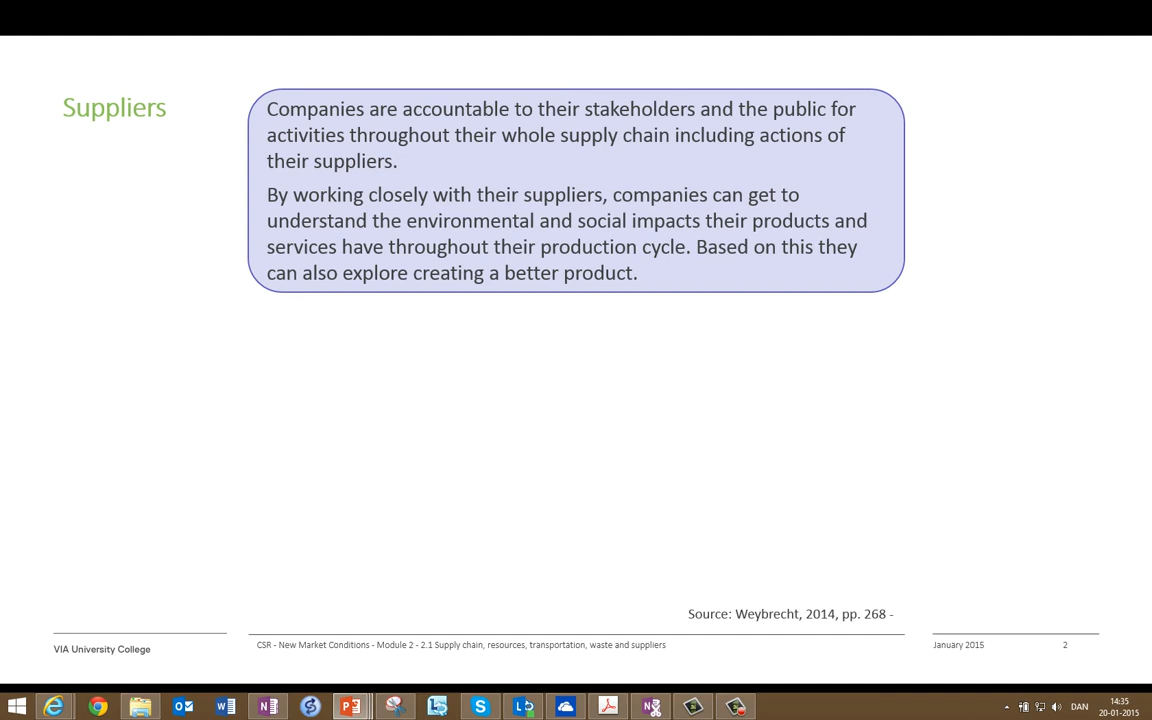 Suppliers
Companies are accountable to their stakeholders and the public for
activities throughout their whole supply chain including actions of
their suppliers.
By working closely with their suppliers, companies can get to
understand the environmental and social impacts their products and
services have throughout their production cycle. Based on this they
can also explore creating a better product.
Source: Weybrecht, 2014, pp. 268 -
VIA University College
CSR - New Market Conditions - Module 2 - 2.1 Supply chain, resources, transportation, waste and suppliers
January 2015
2
DAN
14:35
20-01-2015